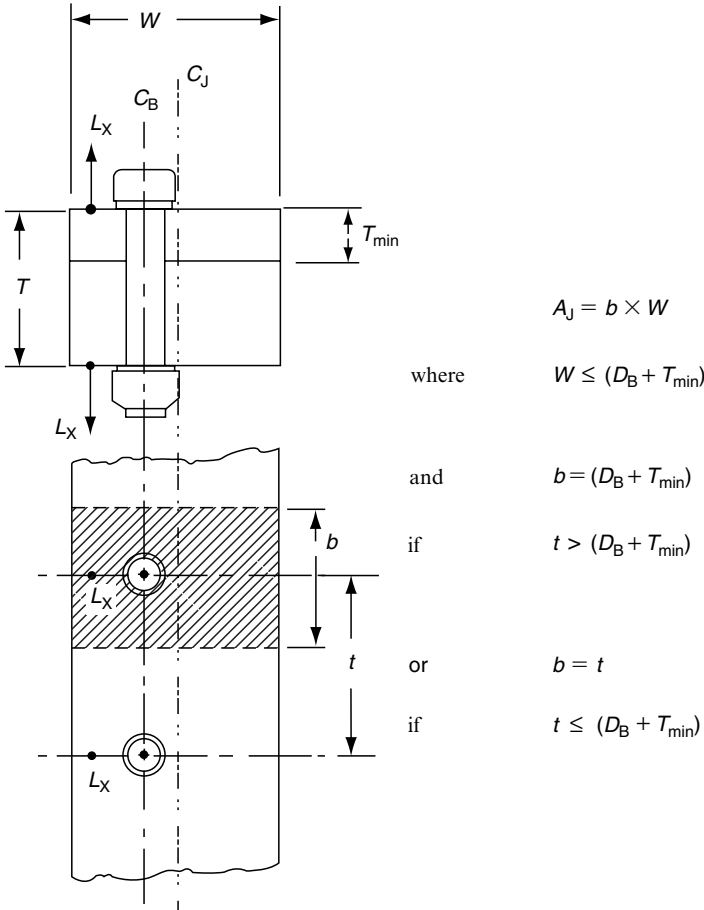 W
C_J
C_B
L_X
T_min
T
A_J = b × W
where W ≤ (D_B + T_min)
L_X
and b = (D_B + T_min)
b
if t > (D_B + T_min)
L_X
t
or b = t
if t ≤ (D_B + T_min)
L_X